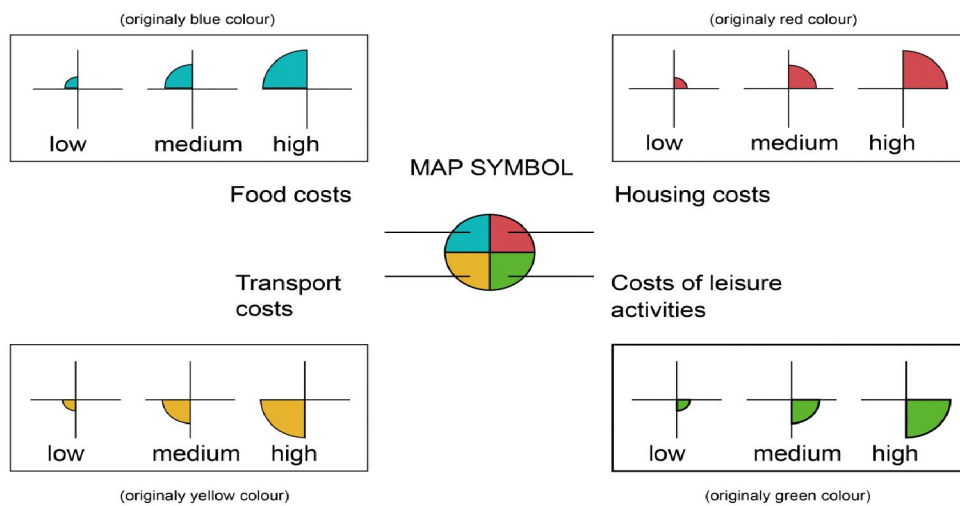 (originaly blue colour)
(originaly red colour)
low
medium
high
low
medium
high
MAP SYMBOL
Food costs
Housing costs
Transport
costs
Costs of leisure
activities
low
medium
high
low
medium
high
(originaly yellow colour)
(originaly green colour)